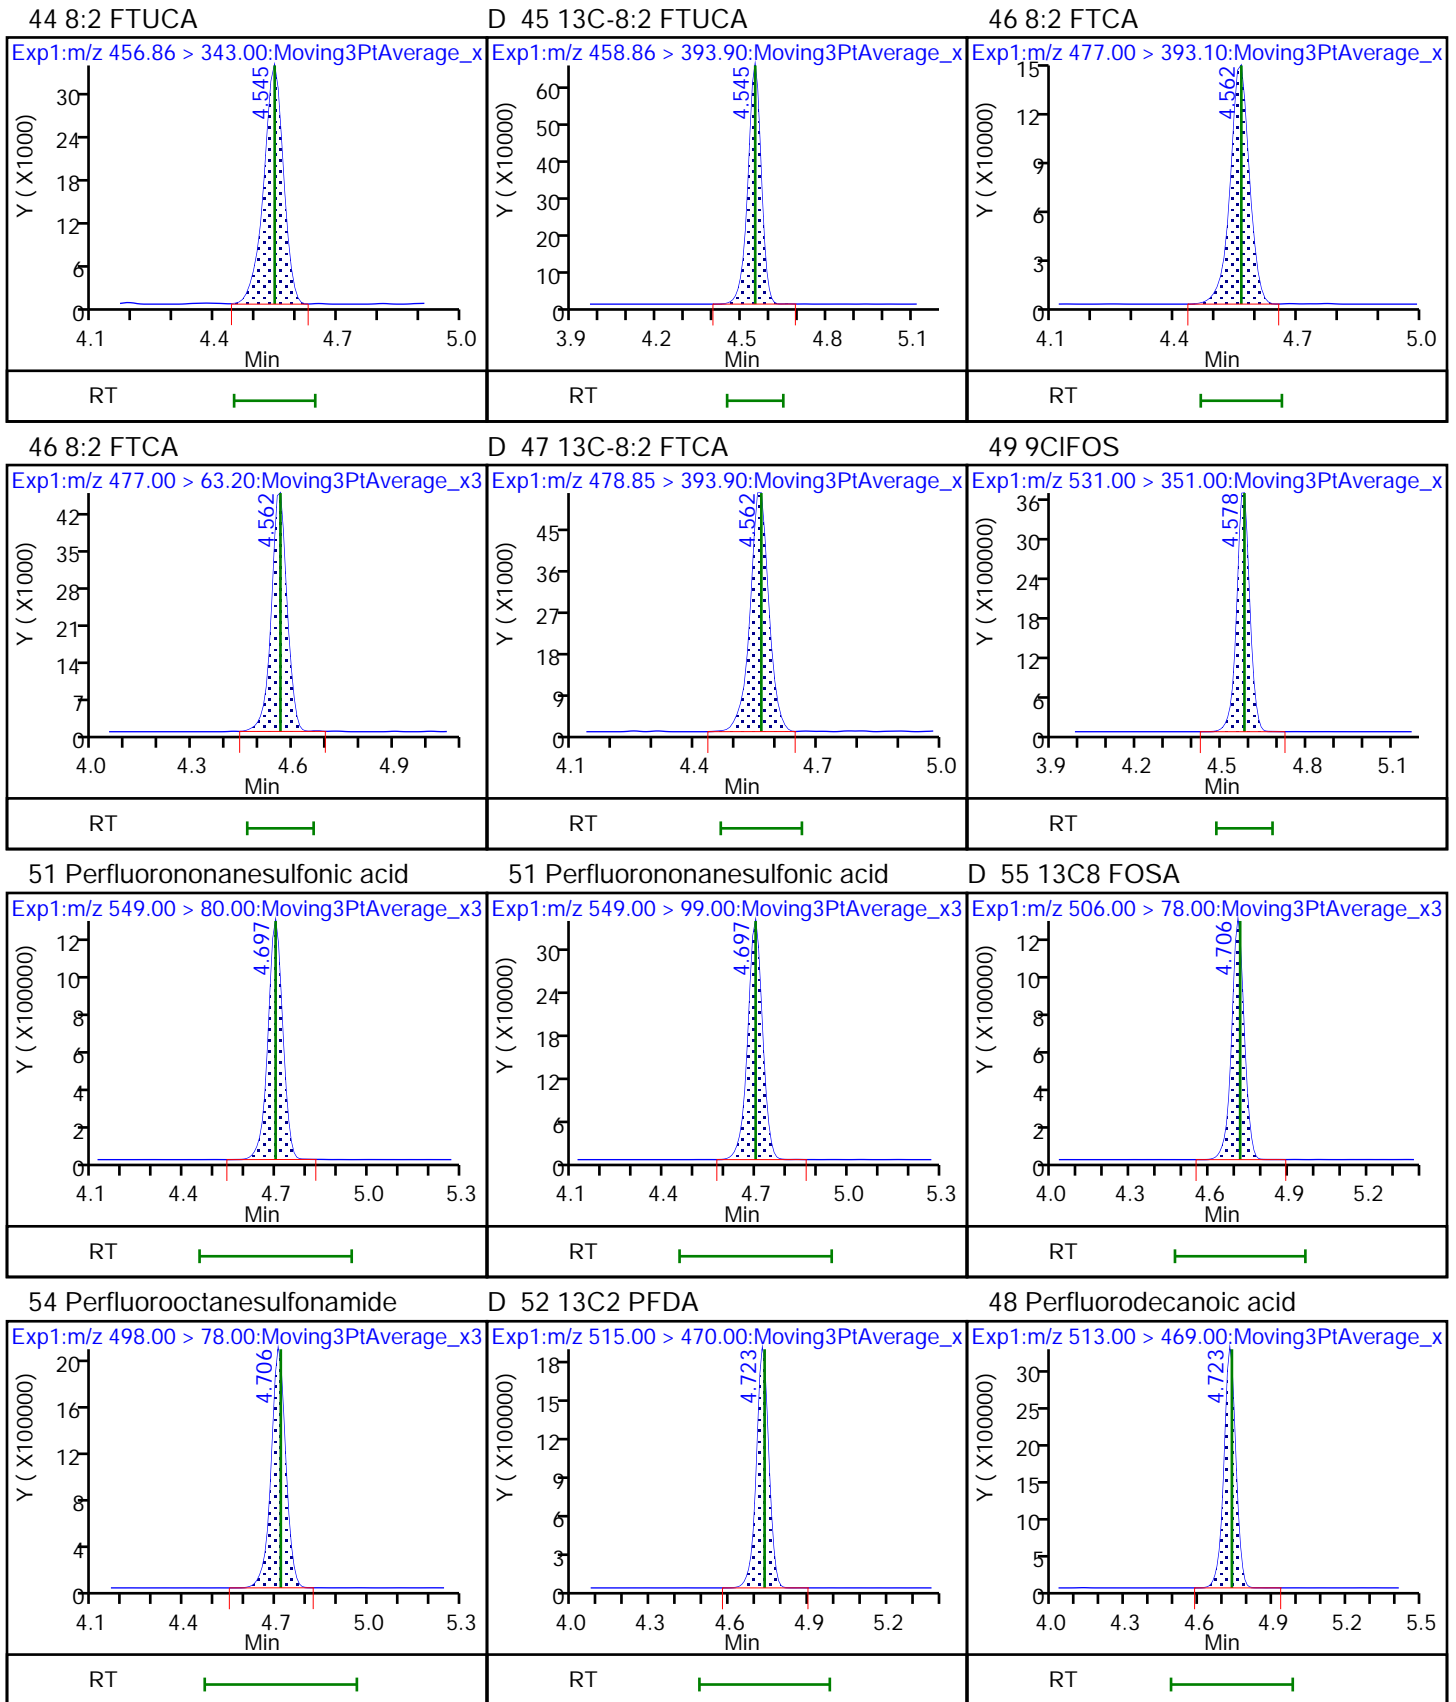 44 8:2 FTUCA
D 45 13C-8:2 FTUCA
46 8:2 FTCA
Exp1:m/z 456.86 > 343.00:Moving3PtAverage_x
Exp1:m/z 458.86 > 393.90:Moving3PtAverage_x
Exp1:m/z 477.00 > 393.10:Moving3PtAverage_x
4.545
4.545
4.562
Y ( X10000)
30
24
18
12
6
0
Y ( X100000)
60
50
40
30
20
10
0
Y ( X10000)
15
12
9
6
3
0
4.1 4.4 4.7 5.0
3.9 4.2 4.5 4.8 5.1
4.1 4.4 4.7 5.0
Min
Min
Min
RT
RT
RT
46 8:2 FTCA
D 47 13C-8:2 FTCA
49 9ClFOS
Exp1:m/z 477.00 > 63.20:Moving3PtAverage_x3
Exp1:m/z 478.85 > 393.90:Moving3PtAverage_x
Exp1:m/z 531.00 > 351.00:Moving3PtAverage_x
4.562
4.562
4.578
Y ( X1000)
42
35
28
21
14
7
0
Y ( X1000)
45
36
27
18
9
0
Y ( X100000)
36
30
24
18
12
6
0
4.0 4.3 4.6 4.9
4.1 4.4 4.7 5.0
3.9 4.2 4.5 4.8 5.1
Min
Min
Min
RT
RT
RT
51 Perfluorononanesulfonic acid
51 Perfluorononanesulfonic acid
D 55 13C8 FOSA
Exp1:m/z 549.00 > 80.00:Moving3PtAverage_x3
Exp1:m/z 549.00 > 99.00:Moving3PtAverage_x3
Exp1:m/z 506.00 > 78.00:Moving3PtAverage_x3
4.697
4.697
4.706
Y ( X100000)
12
10
8
6
4
2
0
Y ( X10000)
30
24
18
12
6
0
Y ( X1000000)
12
10
8
6
4
2
0
4.1 4.4 4.7 5.0 5.3
4.1 4.4 4.7 5.0 5.3
4.0 4.3 4.6 4.9 5.2
Min
Min
Min
RT
RT
RT
54 Perfluorooctanesulfonamide
D 52 13C2 PFDA
48 Perfluorodecanoic acid
Exp1:m/z 498.00 > 78.00:Moving3PtAverage_x3
Exp1:m/z 515.00 > 470.00:Moving3PtAverage_x
Exp1:m/z 513.00 > 469.00:Moving3PtAverage_x
4.706
4.723
4.723
Y ( X100000)
20
16
12
8
4
0
Y ( X1000000)
18
15
12
9
6
3
0
Y ( X100000)
30
25
20
15
10
5
0
4.1 4.4 4.7 5.0 5.3
4.0 4.3 4.6 4.9 5.2
4.0 4.3 4.6 4.9 5.2 5.5
Min
Min
Min
RT
RT
RT